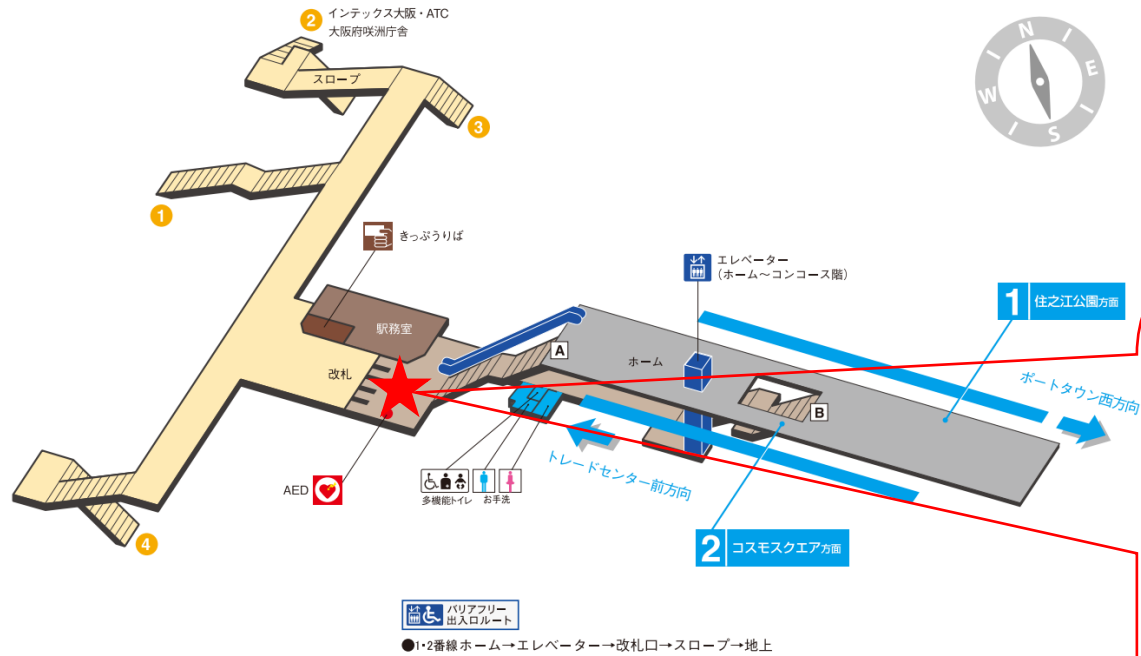 2
インテックス大阪・ATC
大阪府咲洲庁舎
スロープ
3
1
N
E
S
W
きっぷうりば
駅務室
改札
エレベーター
(ホーム～コンコース階)
A
ホーム
B
1 住之江公園方面
ポートタウン西方向
トレードセンター前方向
AED
多機能トイレ
お手洗
2 コスモスクエア方面
4
バリアフリー
出入口ルート
●1・2番線ホーム→エレベーター→改札口→スロープ→地上